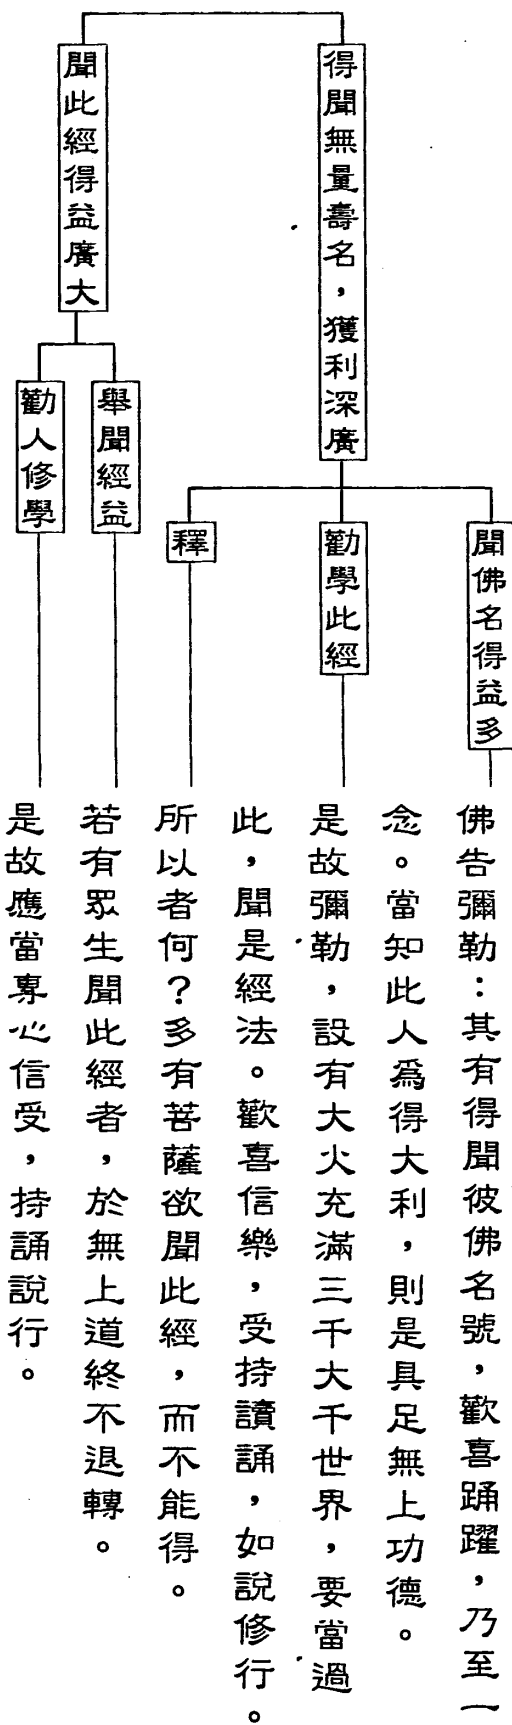 得聞無量壽名，獲利深廣
聞佛名得益多
佛告彌勒：其有得聞彼佛名號，歡喜踊躍，乃至一
念。當知此人爲得大利，則是具足無上功德。
勸學此經
是故彌勒，設有大火充滿三千大千世界，要當過
此，聞是經法。歡喜信樂，受持讀誦，如說修行。
釋
所以者何？多有菩薩欲聞此經，而不能得。
聞此經得益廣大
舉聞經益
若有眾生聞此經者，於無上道終不退轉。
勸人修學
是故應當專心信受，持誦說行。